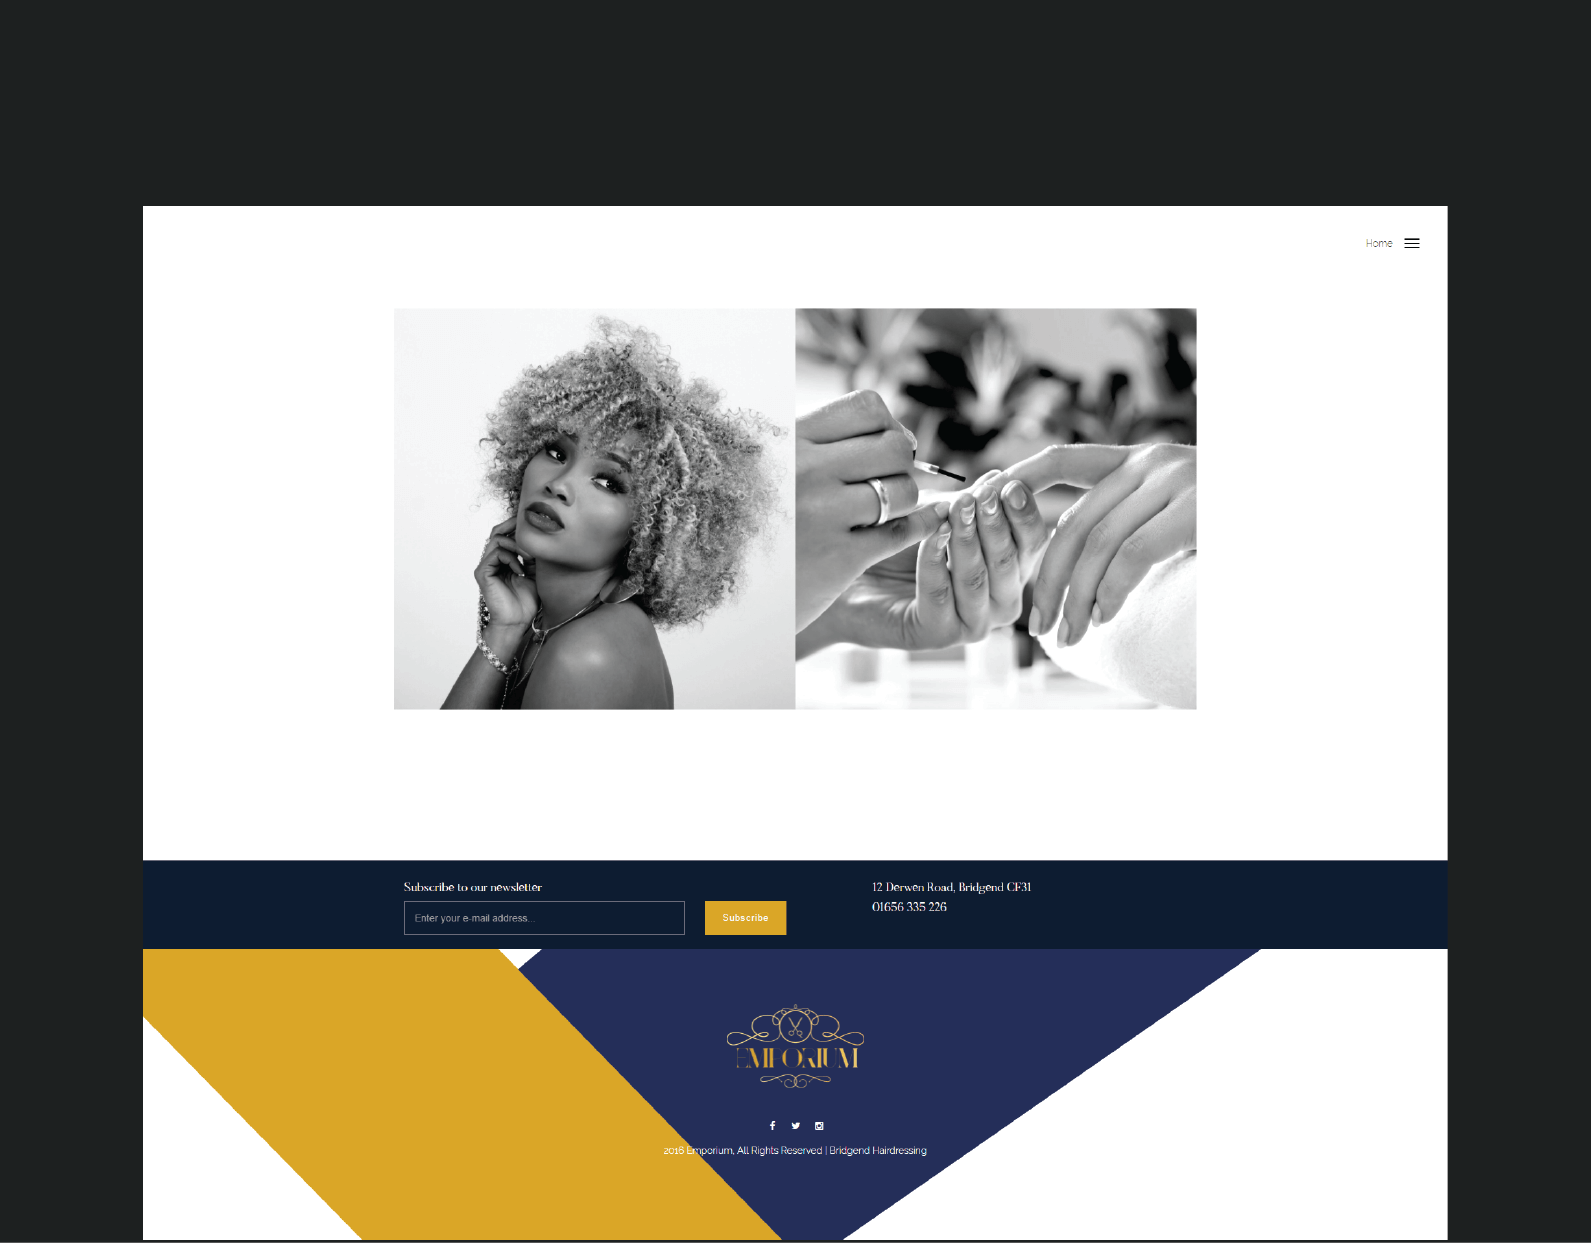 Home
Subscribe to our newsletter
Enter your e-mail address...
Subscribe
12 Derwen Road, Bridgend CF31
01656 335 226
EMPORIUM
2016 Emporium, All Rights Reserved | Bridgend Hairdressing